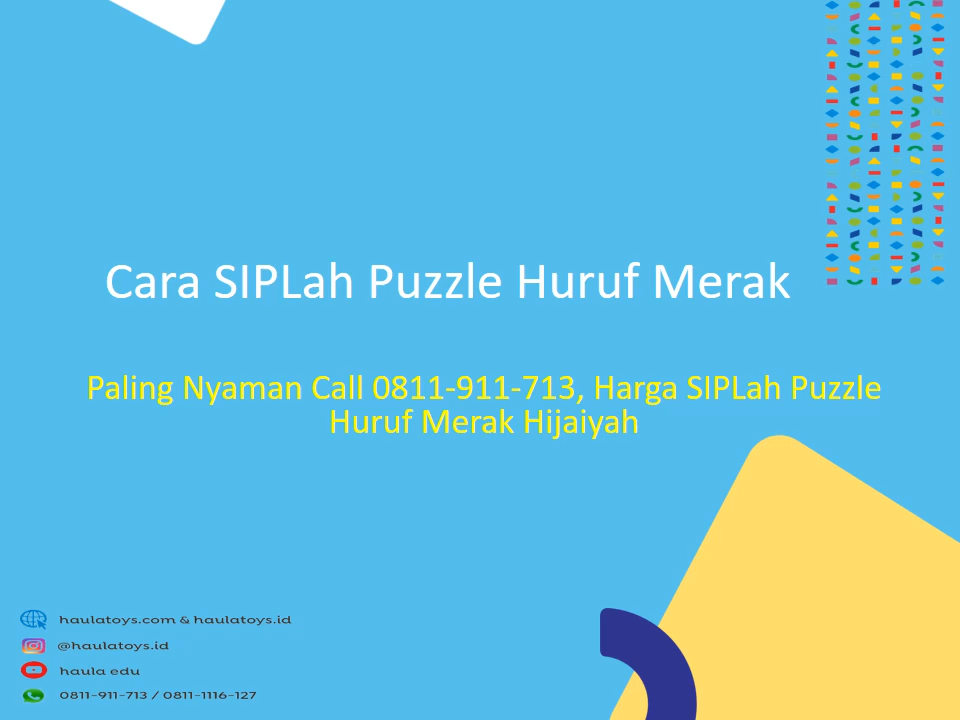 Cara SIPLah Puzzle Huruf Merak
Paling Nyaman Call 0811-911-713, Harga SIPLah Puzzle
Huruf Merak Hijaiyah
haulatoys.com & haulatoys.id
@haulatoys.id
haula edu
0811-911-713 / 0811-1116-127